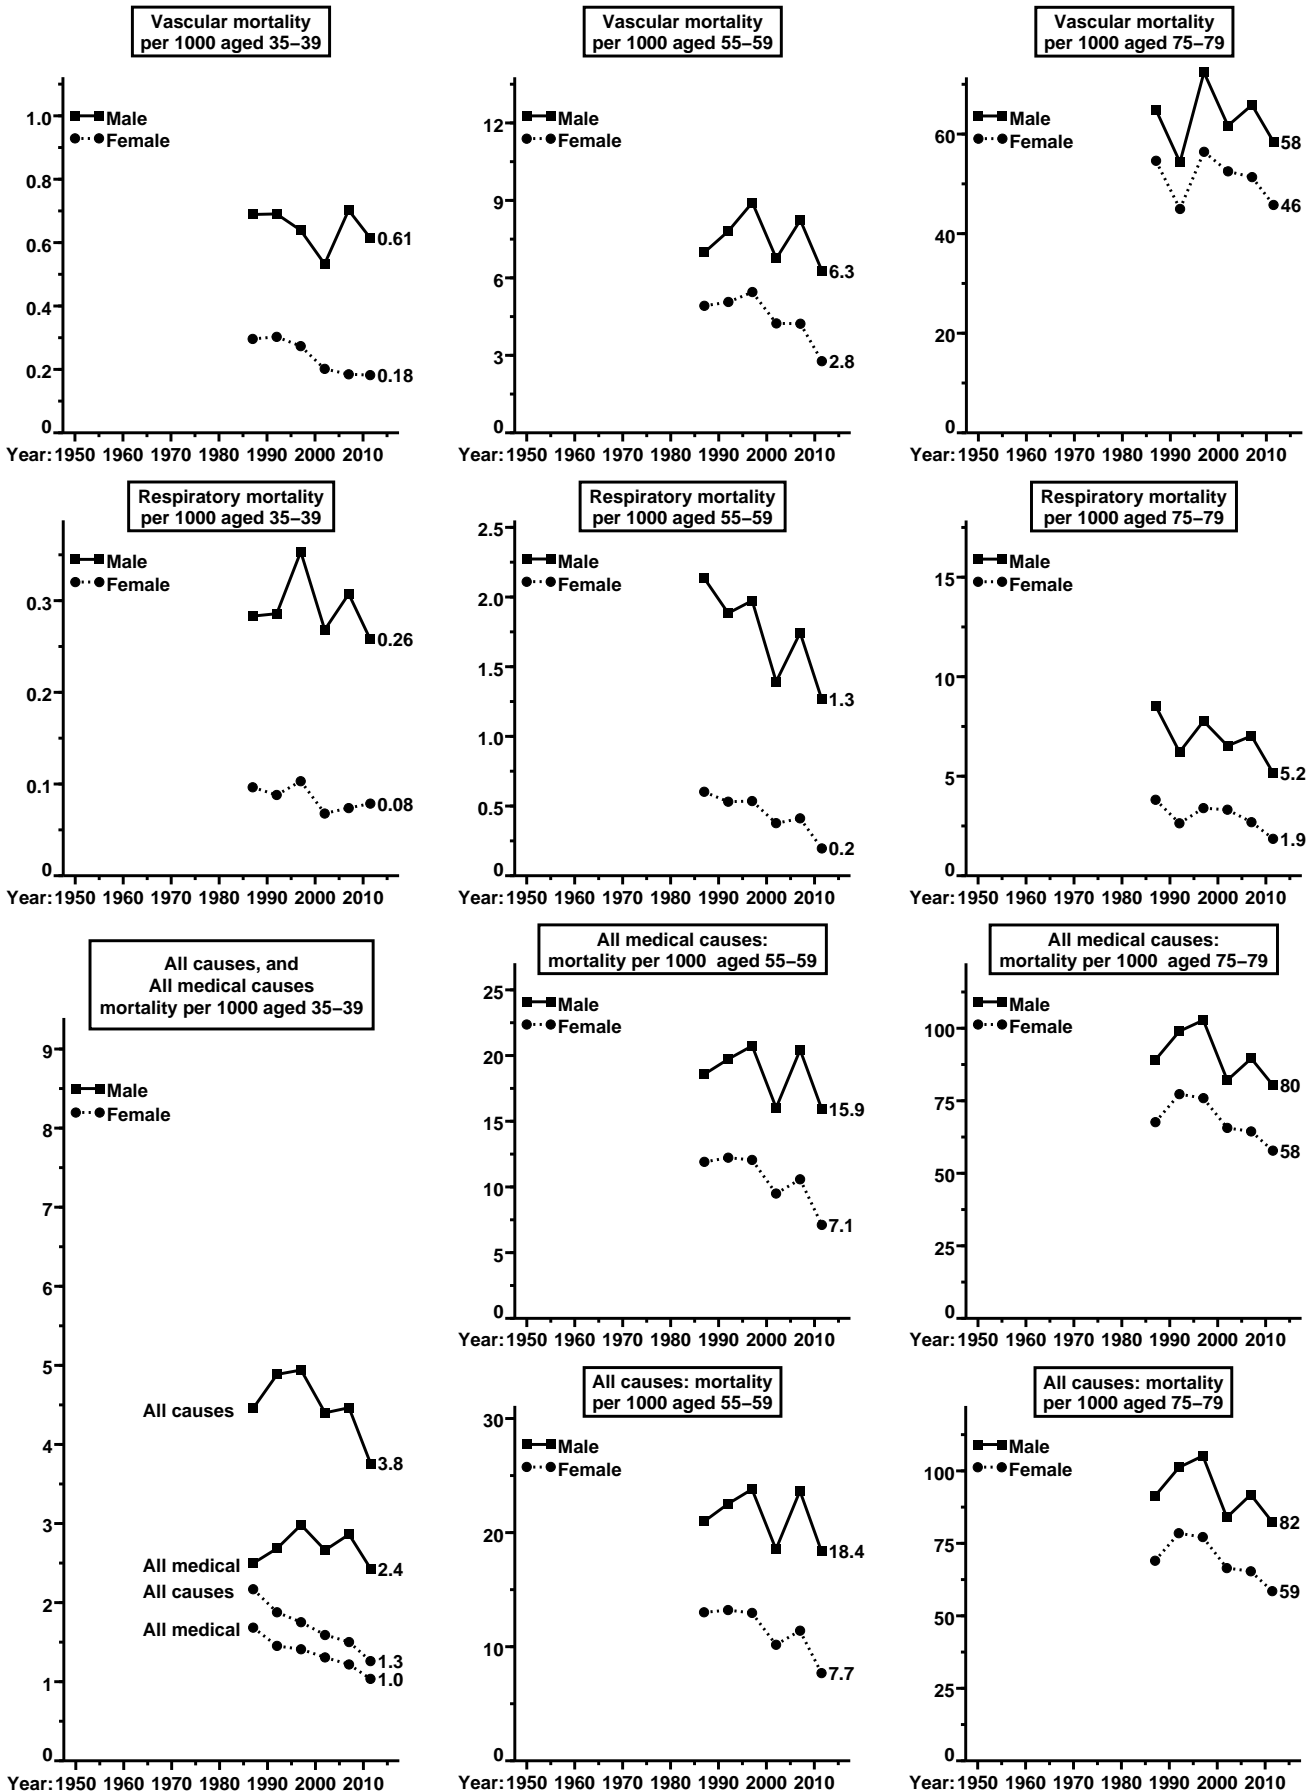 Vascular mortality
per 1000 aged 35–39
1.0
0.8
0.6
0.4
0.2
0
Male
Female
0.61
0.18
Year: 1950 1960 1970 1980 1990 2000 2010
Vascular mortality
per 1000 aged 55–59
12
9
6
3
0
Male
Female
6.3
2.8
Year: 1950 1960 1970 1980 1990 2000 2010
Vascular mortality
per 1000 aged 75–79
60
40
20
0
Male
Female
58
46
Year: 1950 1960 1970 1980 1990 2000 2010
Respiratory mortality
per 1000 aged 35–39
0.3
0.2
0.1
0
Male
Female
0.26
0.08
Year: 1950 1960 1970 1980 1990 2000 2010
Respiratory mortality
per 1000 aged 55–59
2.5
2.0
1.5
1.0
0.5
0
Male
Female
1.3
0.2
Year: 1950 1960 1970 1980 1990 2000 2010
Respiratory mortality
per 1000 aged 75–79
15
10
5
0
Male
Female
5.2
1.9
Year: 1950 1960 1970 1980 1990 2000 2010
All causes, and
All medical causes
mortality per 1000 aged 35–39
9
8
7
6
5
4
3
2
1
0
Male
Female
All causes
3.8
All medical
2.4
All causes
1.3
All medical
1.0
Year: 1950 1960 1970 1980 1990 2000 2010
All medical causes:
mortality per 1000 aged 55–59
25
20
15
10
5
0
Male
Female
15.9
7.1
Year: 1950 1960 1970 1980 1990 2000 2010
All medical causes:
mortality per 1000 aged 75–79
100
75
50
25
0
Male
Female
80
58
Year: 1950 1960 1970 1980 1990 2000 2010
All causes: mortality
per 1000 aged 55–59
30
20
10
0
Male
Female
18.4
7.7
Year: 1950 1960 1970 1980 1990 2000 2010
All causes: mortality
per 1000 aged 75–79
100
75
50
25
0
Male
Female
82
59
Year: 1950 1960 1970 1980 1990 2000 2010